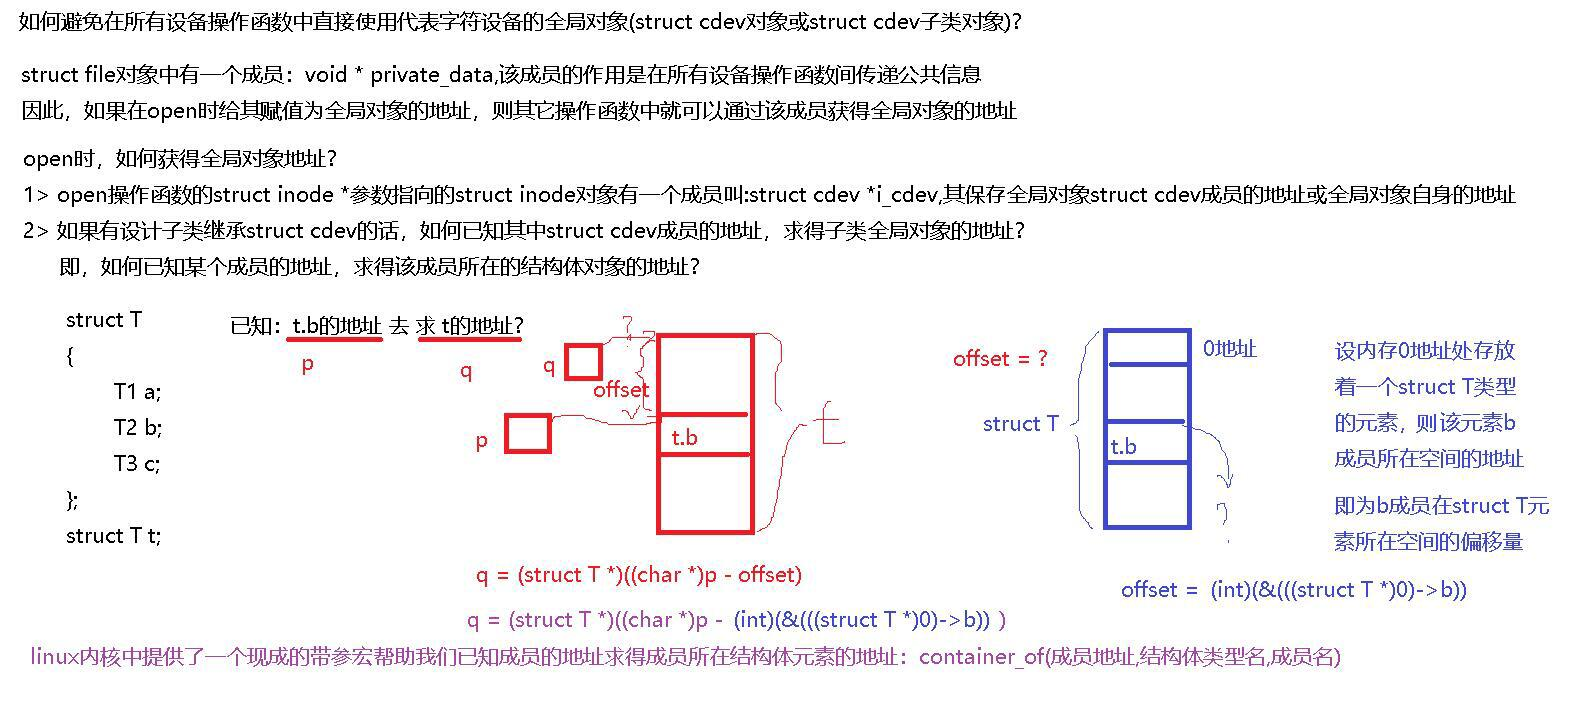 如何避免在所有设备操作函数中直接使用代表字符设备的全局对象(struct cdev对象或struct cdev子类对象)?
struct file对象中有一个成员：void * private_data,该成员的作用是在所有设备操作函数间传递公共信息
因此，如果在open时给其赋值为全局对象的地址，则其它操作函数中就可以通过该成员获得全局对象的地址
open时，如何获得全局对象地址?
1> open操作函数的struct inode *参数指向的struct inode对象有一个成员叫:struct cdev *i_cdev,其保存全局对象struct cdev成员的地址或全局对象自身的地址
2> 如果有设计子类继承struct cdev的话，如何已知其中struct cdev成员的地址，求得子类全局对象的地址?
即，如何已知某个成员的地址，求得该成员所在的结构体对象的地址?
struct T
{
T1 a;
T2 b;
T3 c;
};
struct T t;
已知：t.b的地址 去 求 t的地址?
p
q
q
?
offset
p
t.b
t
q = (struct T *)((char *)p - offset)
offset = ?
struct T
0地址
t.b
?
设内存0地址处存放
着一个struct T类型
的元素，则该元素b
成员所在空间的地址
即为b成员在struct T元
素所在空间的偏移量
offset = (int)(&(((struct T *)0)->b))
q = (struct T *)((char *)p - (int)(&(((struct T *)0)->b)) )
linux内核中提供了一个现成的带参宏帮助我们已知成员的地址求得成员所在结构体元素的地址：container_of(成员地址,结构体类型名,成员名)